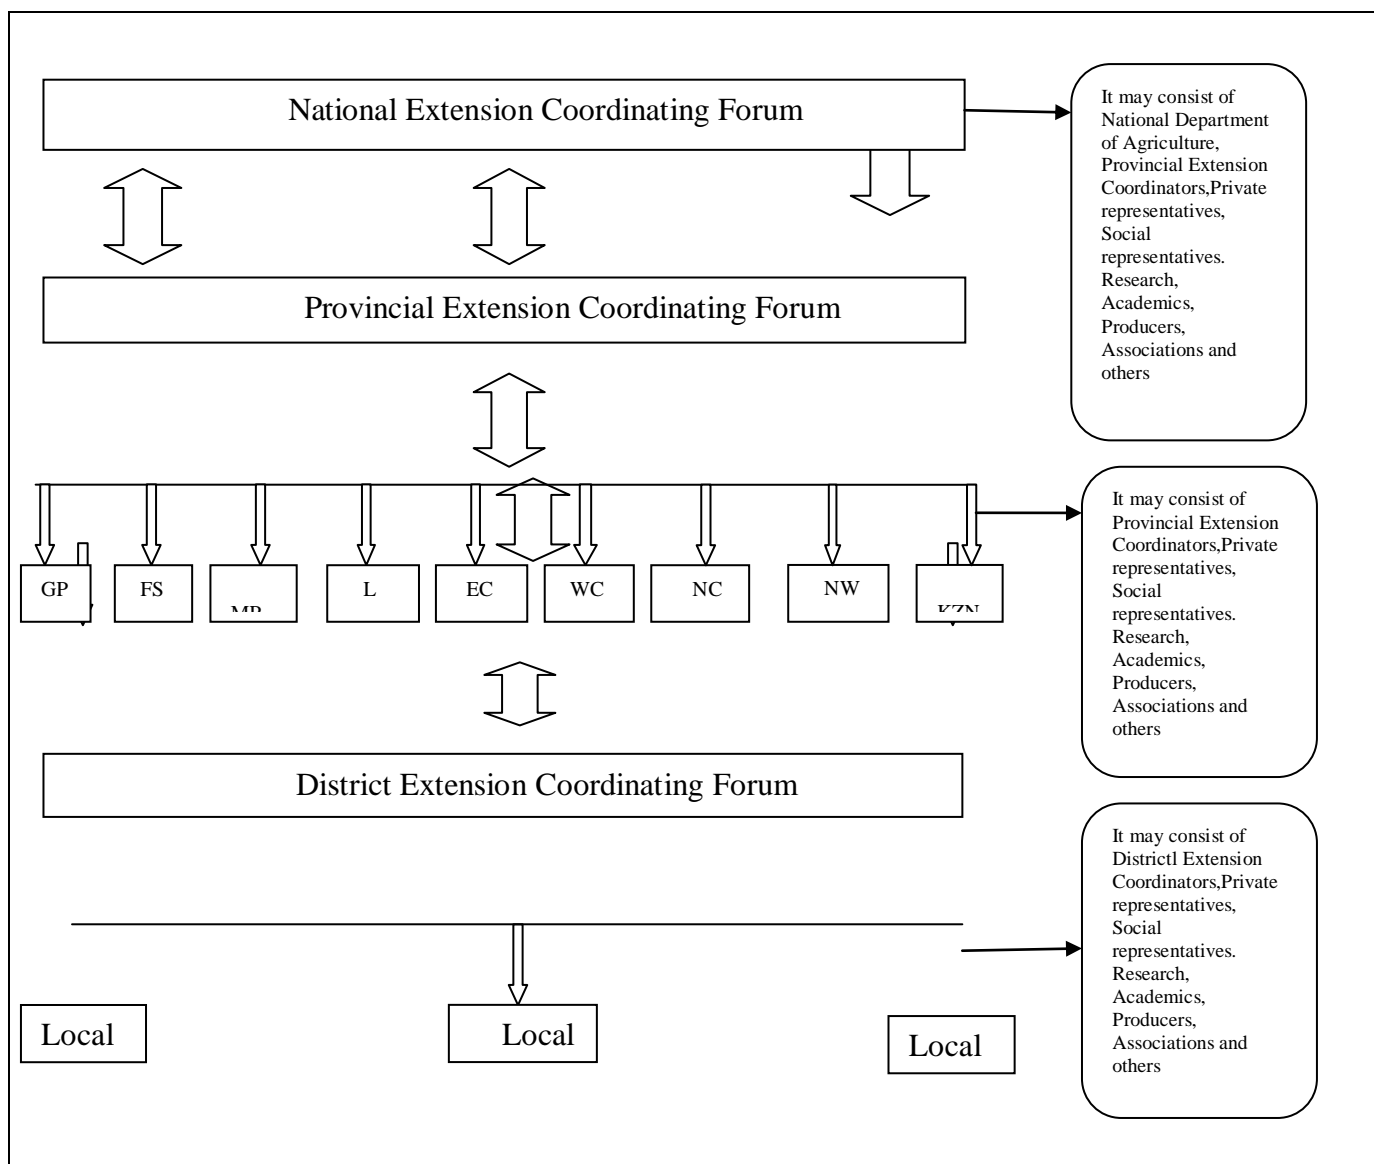 National Extension Coordinating Forum
It may consist of
National Department
of Agriculture,
Provincial Extension
Coordinators,Private
representatives,
Social
representatives.
Research,
Academics,
Producers,
Associations and
others
Provincial Extension Coordinating Forum
GP
FS
L
EC
WC
NC
NW
It may consist of
Provincial Extension
Coordinators,Private
representatives,
Social
representatives.
Research,
Academics,
Producers,
Associations and
others
District Extension Coordinating Forum
It may consist of
Districtl Extension
Coordinators,Private
representatives,
Social
representatives.
Research,
Academics,
Producers,
Associations and
others
Local
Local
Local